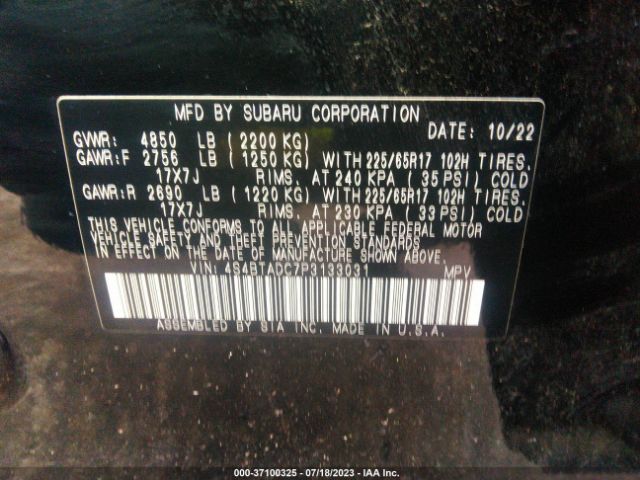 MFD BY SUBARU CORPORATION
DATE: 10/22
GVWR: 4850 LB (2200 KG)
GAWR:F 2756 LB (1250 KG) WITH 225/65R17 102H TIRES.
17X7J RIMS. AT 240 KPA (35 PSI) COLD
GAWR:R 2690 LB (1220 KG) WITH 225/65R17 102H TIRES.
17X7J RIMS. AT 230 KPA (33 PSI) COLD
THIS VEHICLE CONFORMS TO ALL APPLICABLE FEDERAL MOTOR
VEHICLE SAFETY AND THEFT PREVENTION STANDARDS
IN EFFECT ON THE DATE OF MANUFACTURE SHOWN ABOVE.
VIN: 4S4BTADC7P3133031 MPV
ASSEMBLED BY SIA INC. MADE IN U.S.A.
000-37100325 - 07/18/2023 - IAA Inc.